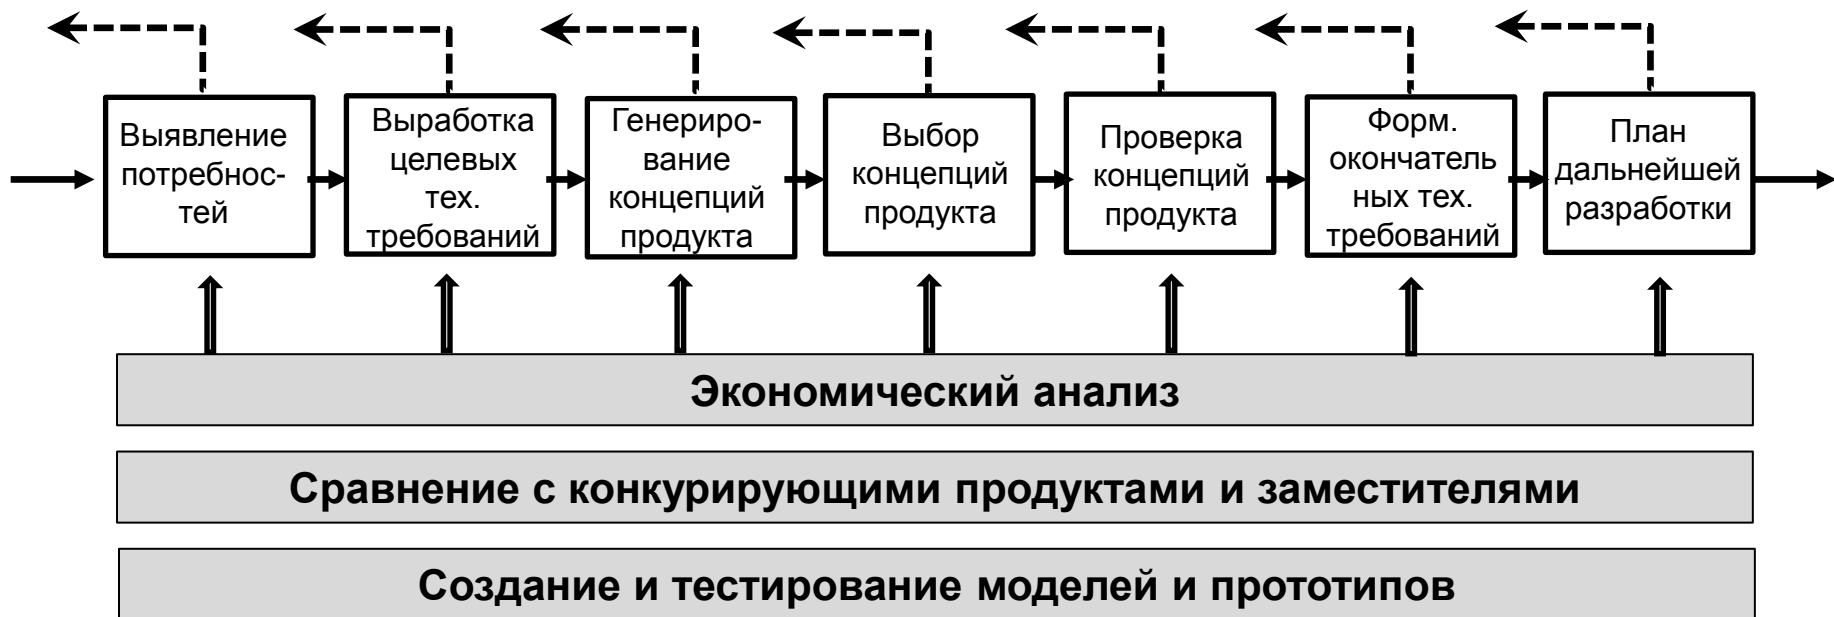 Выявление
потребнос-
тей
Выработка
целевых
тех.
требований
Генериро-
вание
концепций
продукта
Выбор
концепций
продукта
Проверка
концепций
продукта
Форм.
окончатель
ных тех.
требований
План
дальнейшей
разработки
Экономический анализ
Сравнение с конкурирующими продуктами и заместителями
Создание и тестирование моделей и прототипов